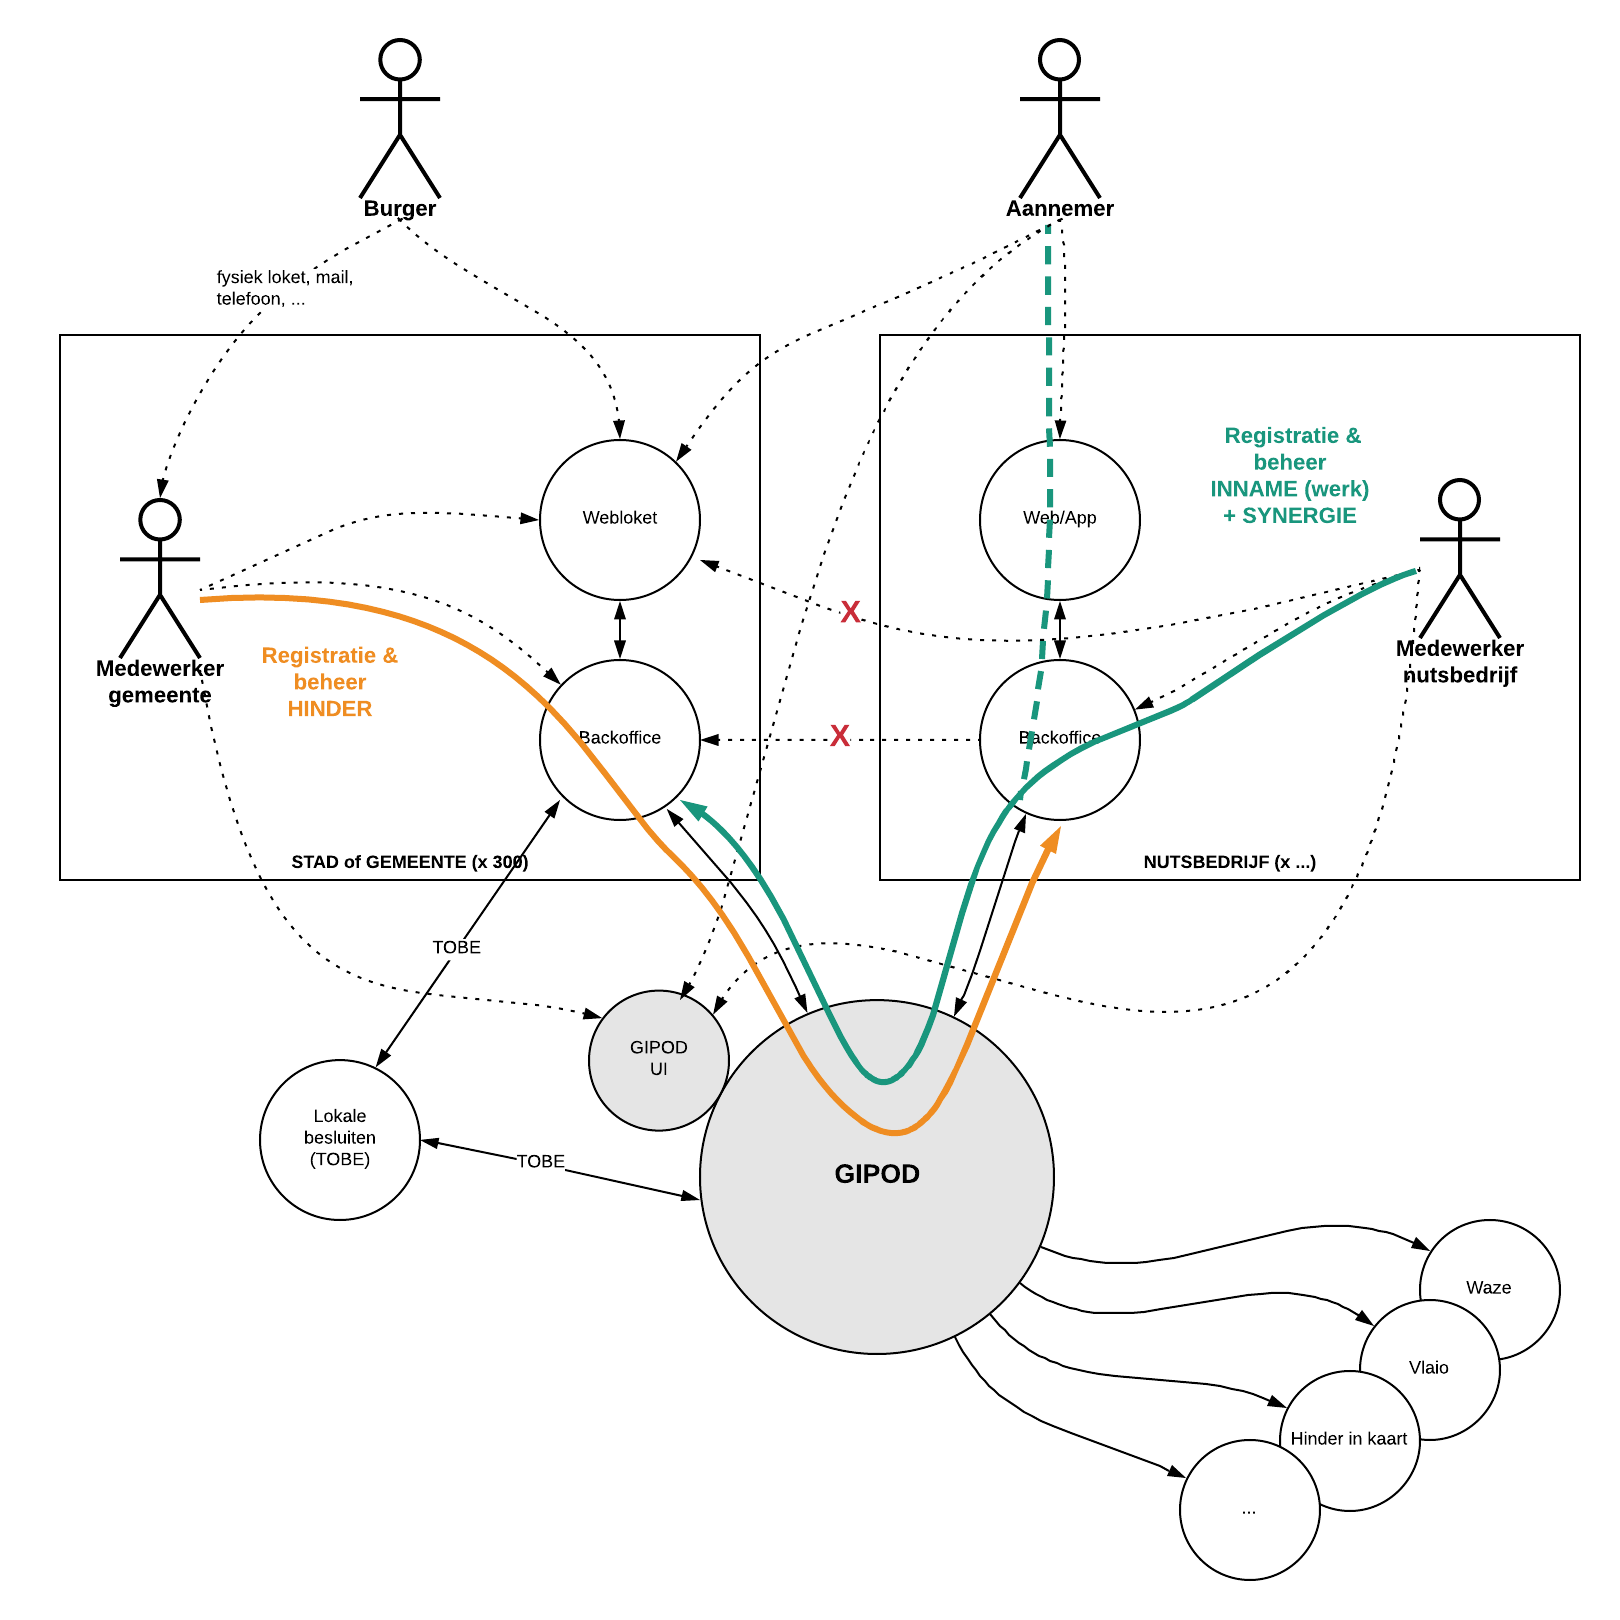 Burger
Aannemer
fysiek loket, mail,
telefoon, ...
Registratie &
beheer
INNAME (werk)
+ SYNERGIE
Webloket
Web/App
X
Medewerker
gemeente
Registratie &
beheer
HINDER
Medewerker
nutsbedrijf
Backoffice
X
Backoffice
STAD of GEMEENTE (x 300)
NUTSBEDRIJF (x ...)
TOBE
GIPOD
UI
Lokale
besluiten
(TOBE)
TOBE
GIPOD
Waze
Vlaio
Hinder in kaart
...